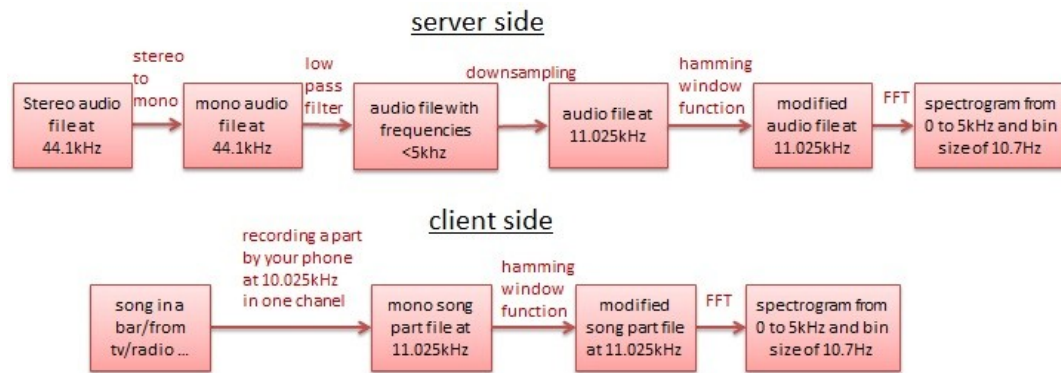 server side
stereo
to
mono
low
pass
filter
downsampling
hamming
window
function
FFT
Stereo audio
file at
44.1kHz
mono audio
file at
44.1kHz
audio file with
frequencies
<5khz
audio file at
11.025kHz
modified
audio file at
11.025kHz
spectrogram from
0 to 5kHz and bin
size of 10.7Hz
client side
recording a part
by your phone
at 10.025kHz
in one chanel
hamming
window
function
FFT
song in a
bar/from
tv/radio ...
mono song
part file at
11.025kHz
modified
song part file
at 11.025kHz
spectrogram from
0 to 5kHz and bin
size of 10.7Hz